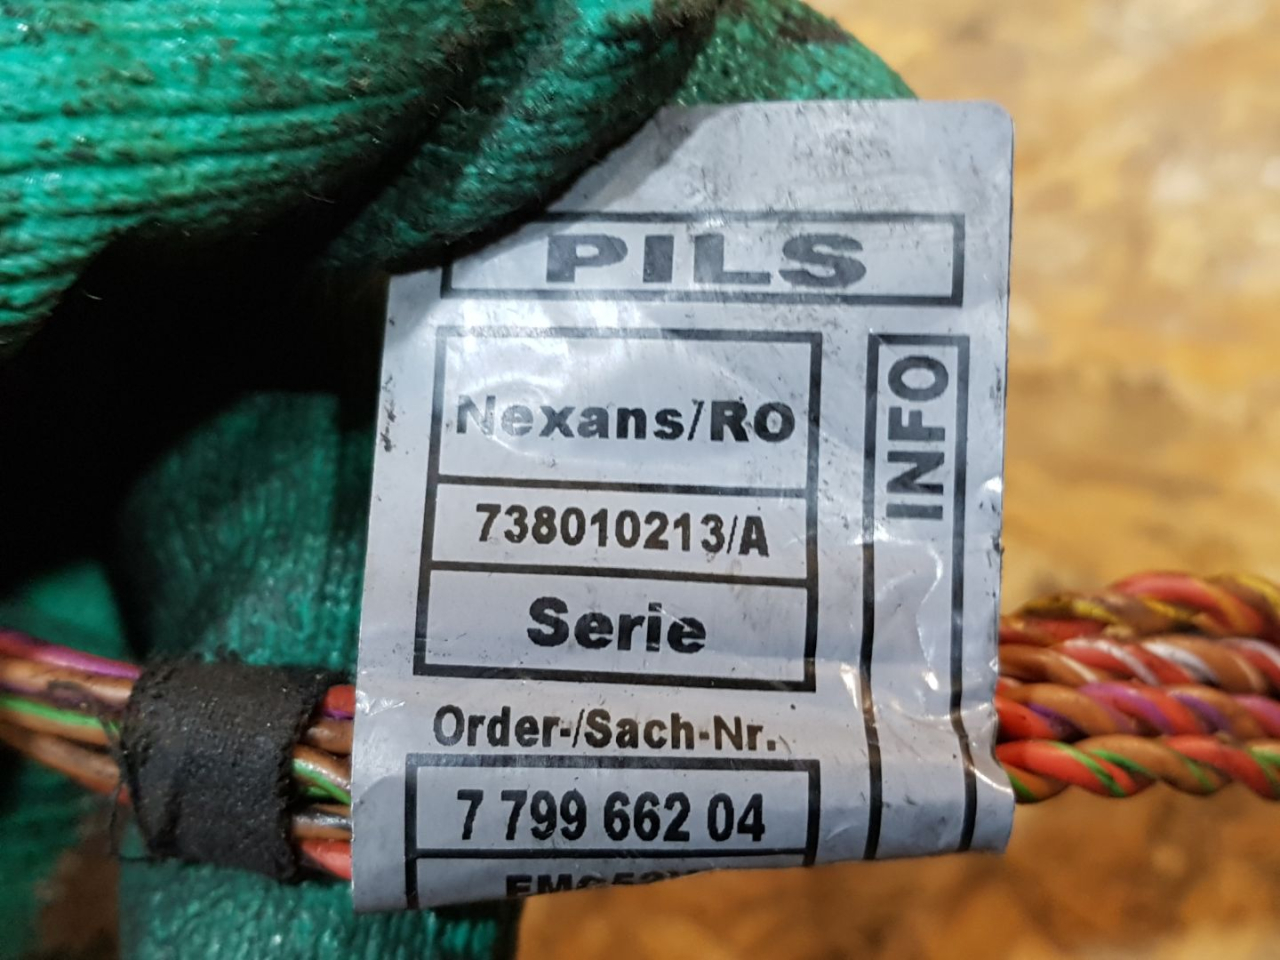 PILS
Nexans/RO
INFO
738010213/A
Serie
Order-/Sach-Nr.
7 799 662 04